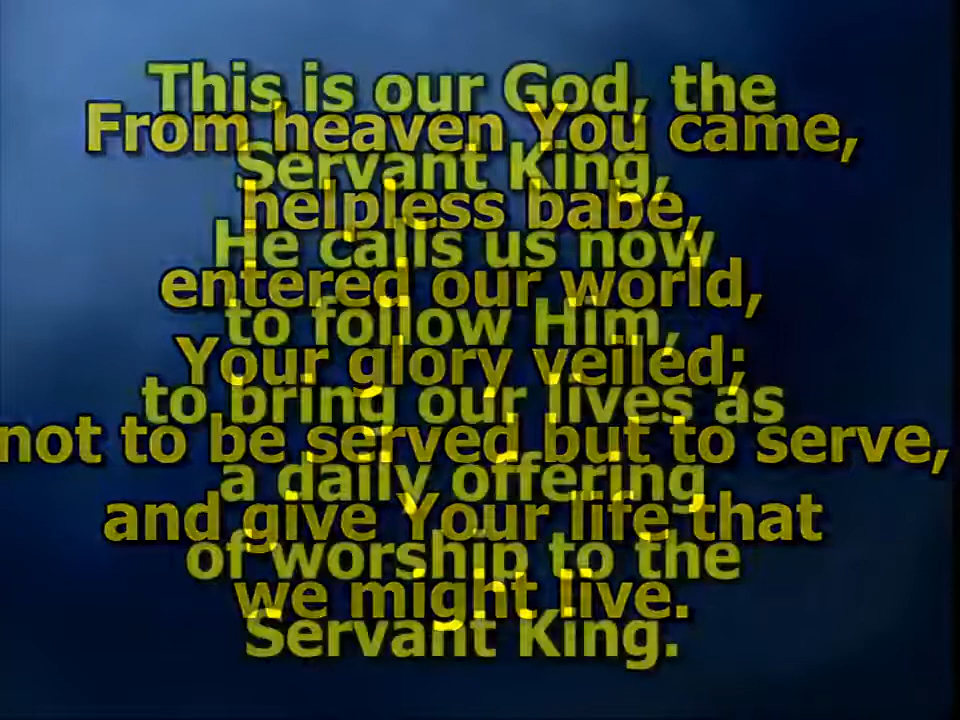 This is our God, the
From heaven You came,
Servant King,
helpless babe,
He calls us now
entered our world,
to follow Him,
Your glory veiled;
to bring our lives as
not to be served but to serve,
a daily offering
and give Your life that
of worship to the
we might live.
Servant King.